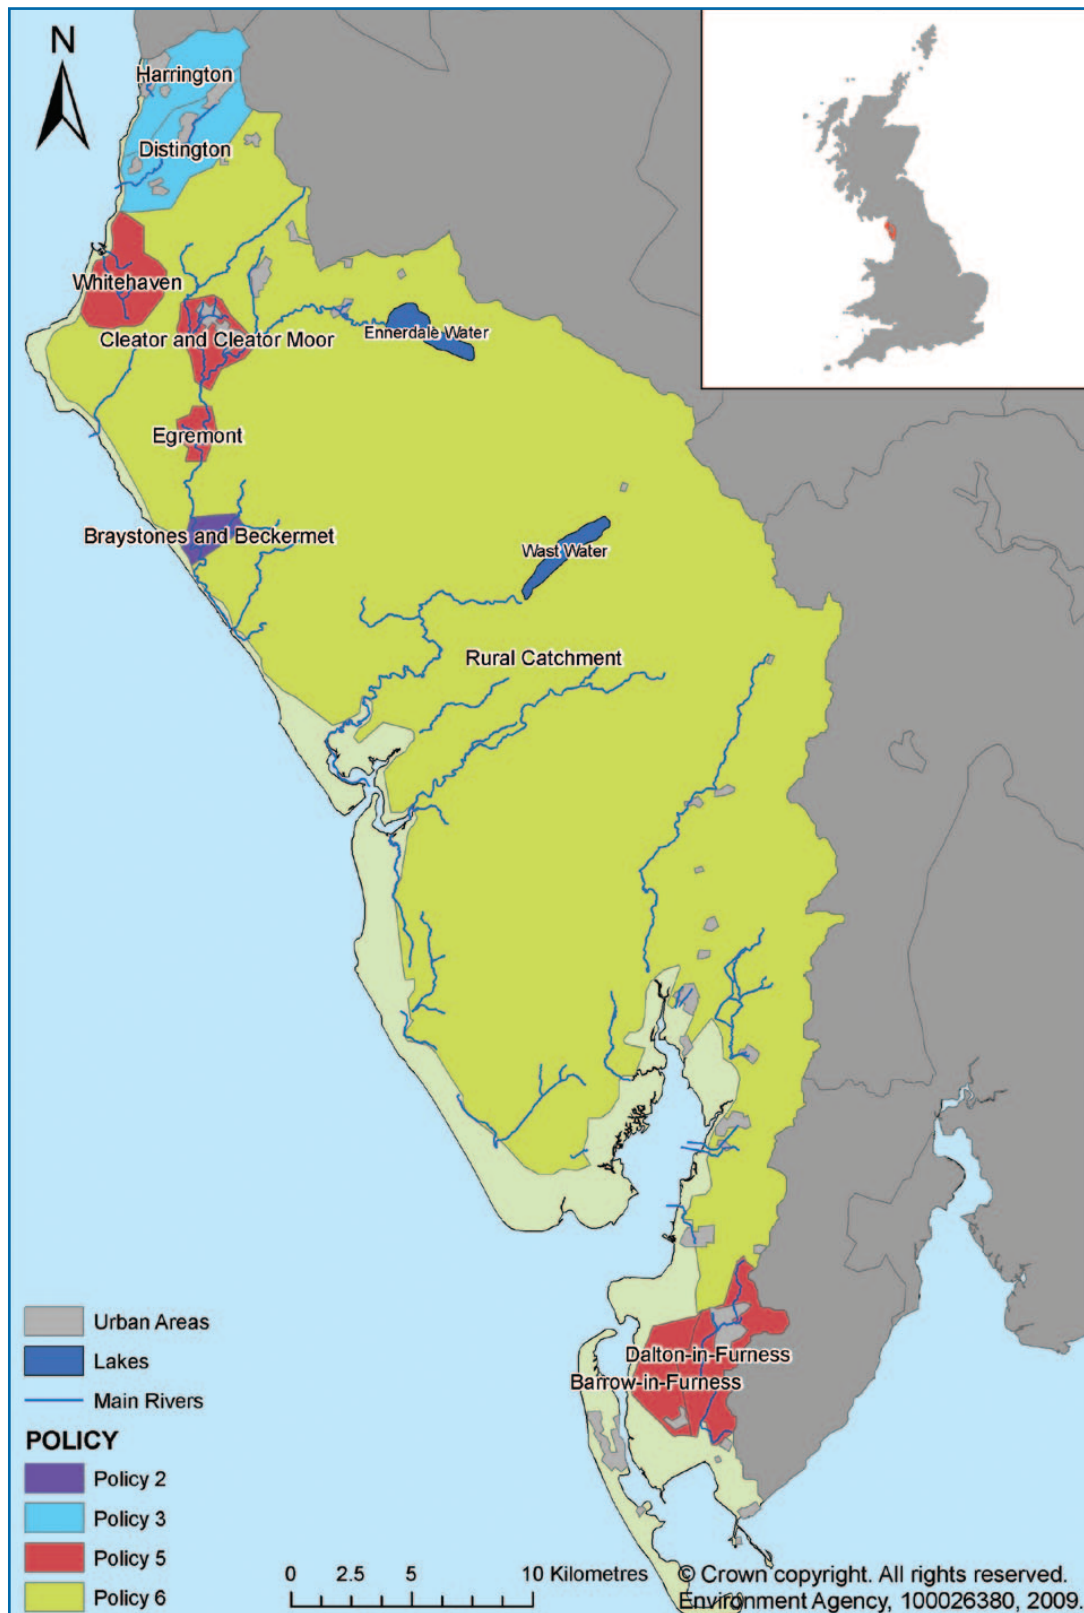 N
Harrington
Distington
Whitehaven
Cleator and Cleator Moor
Ennerdale Water
Egremont
Braystones and Beckermet
Wast Water
Rural Catchment
Dalton-in-Furness
Barrow-in-Furness
Urban Areas
Lakes
Main Rivers
POLICY
Policy 2
Policy 3
Policy 5
Policy 6
0 2.5 5 10 Kilometres
© Crown copyright. All rights reserved.
Environment Agency, 100026380, 2009.